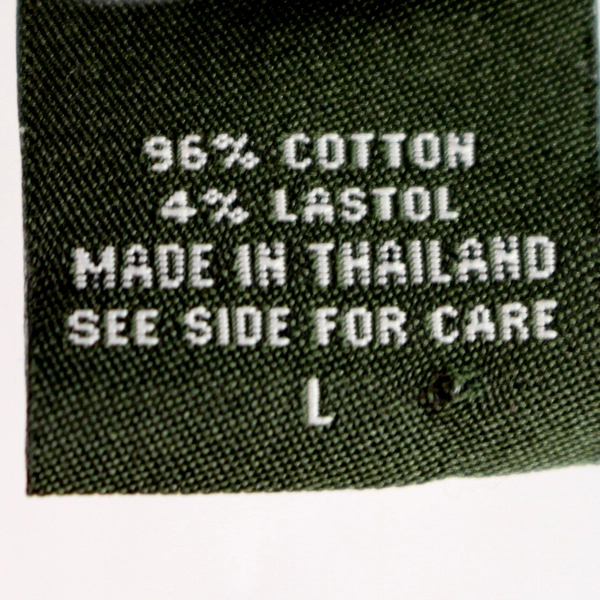 96% COTTON
4% LASTOL
MADE IN THAILAND
SEE SIDE FOR CARE
L